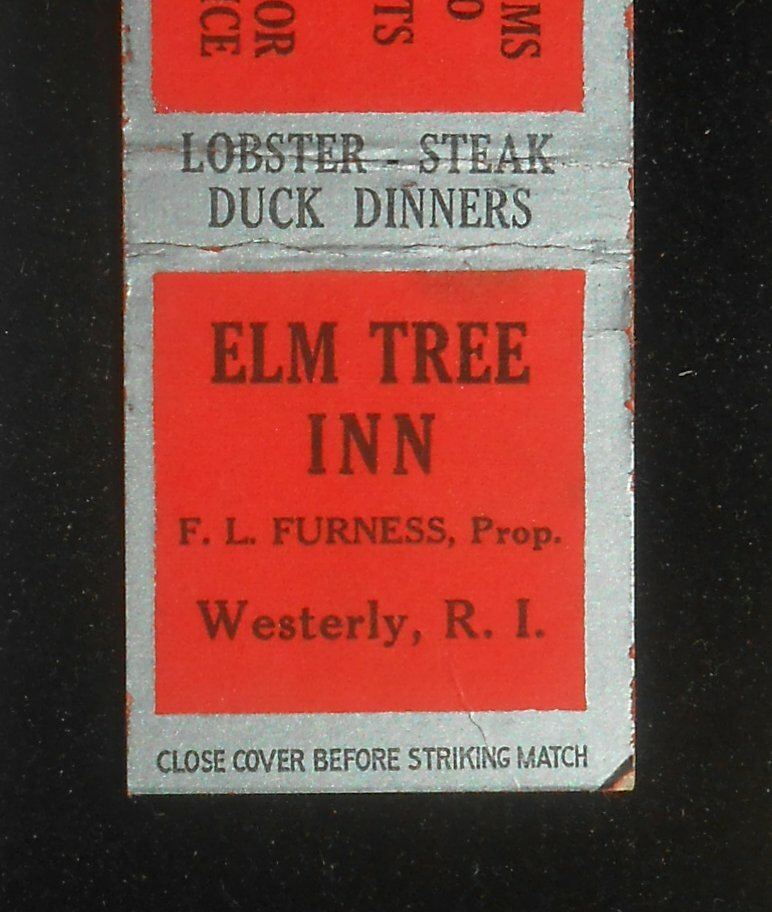 LOBSTER - STEAK
DUCK DINNERS
ELM TREE
INN
F. L. FURNESS, Prop.
Westerly, R. I.
CLOSE COVER BEFORE STRIKING MATCH